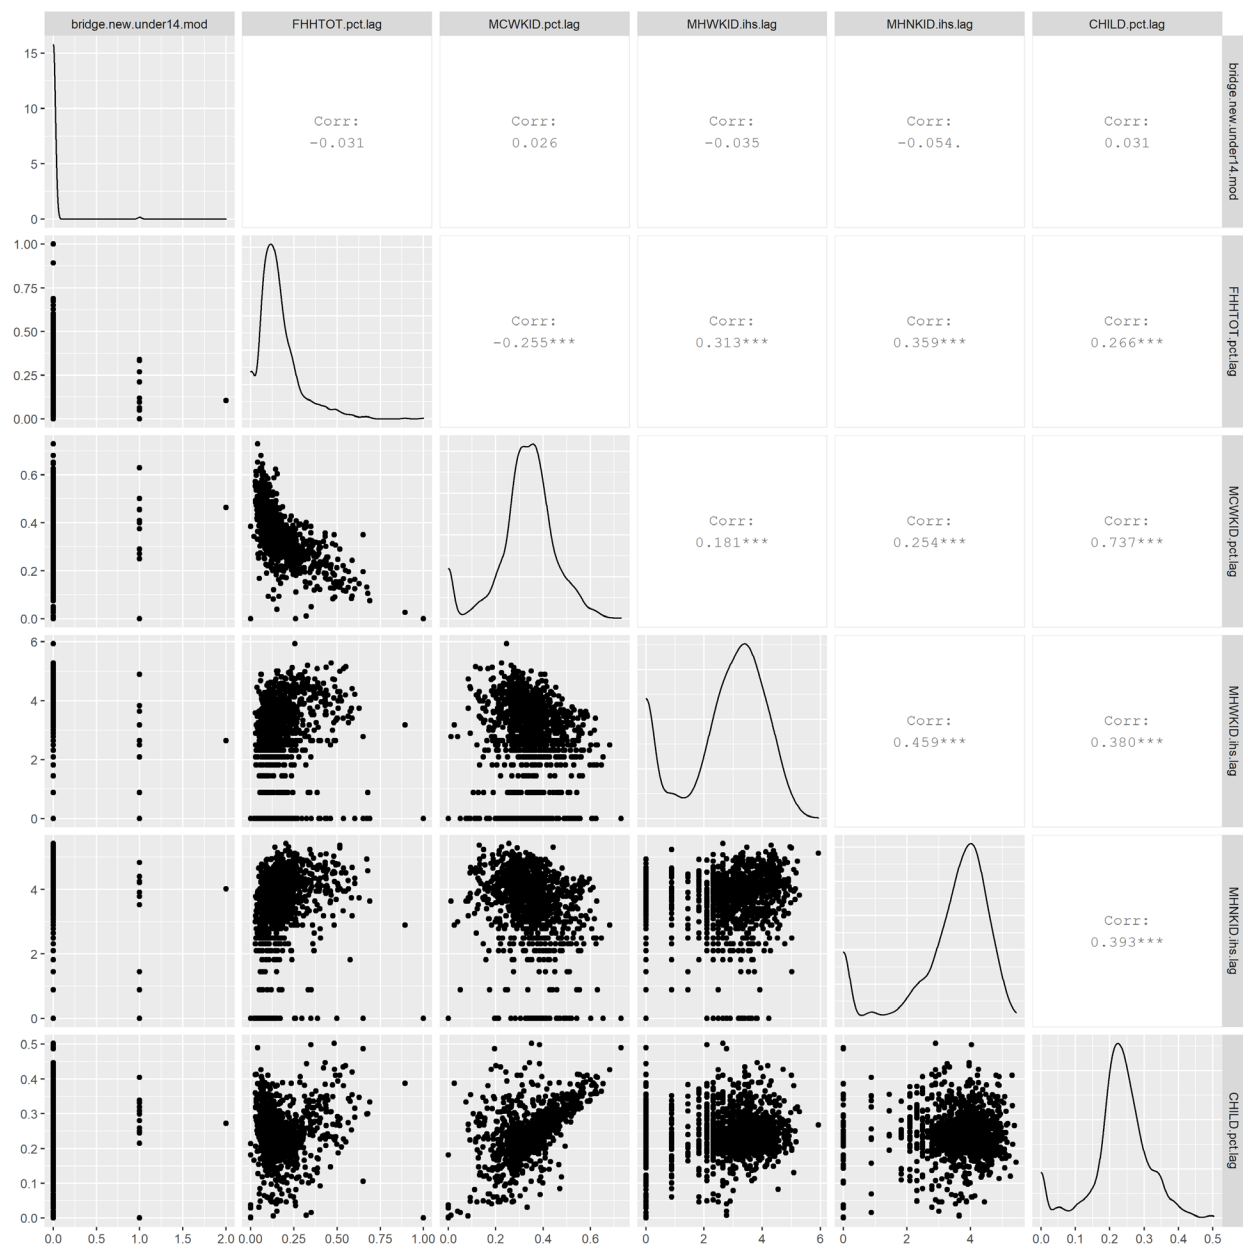 bridge.new.under14.mod FHHTOT.pct.lag MCWKID.pct.lag MHWKID.ihs.lag MHNKID.ihs.lag CHILD.pct.lag
15
10
5
0
Corr:
-0.031
Corr:
0.026
Corr:
-0.035
Corr:
-0.054.
Corr:
0.031
bridge.new.under14.mod
1.00
0.75
0.50
0.25
0.00
Corr:
-0.255***
Corr:
0.313***
Corr:
0.359***
Corr:
0.266***
FHHTOT.pct.lag
0.6
0.4
0.2
0.0
Corr:
0.181***
Corr:
0.254***
Corr:
0.737***
MCWKID.pct.lag
6
4
2
0
Corr:
0.459***
Corr:
0.380***
MHWKID.ihs.lag
4
2
0
Corr:
0.393***
MHNKID.ihs.lag
0.5
0.4
0.3
0.2
0.1
0.0
CHILD.pct.lag
0.0 0.5 1.0 1.5 2.0 0.00 0.25 0.50 0.75 1.00 0.0 0.2 0.4 0.6 0 2 4 6 0 2 4 0.0 0.1 0.2 0.3 0.4 0.5